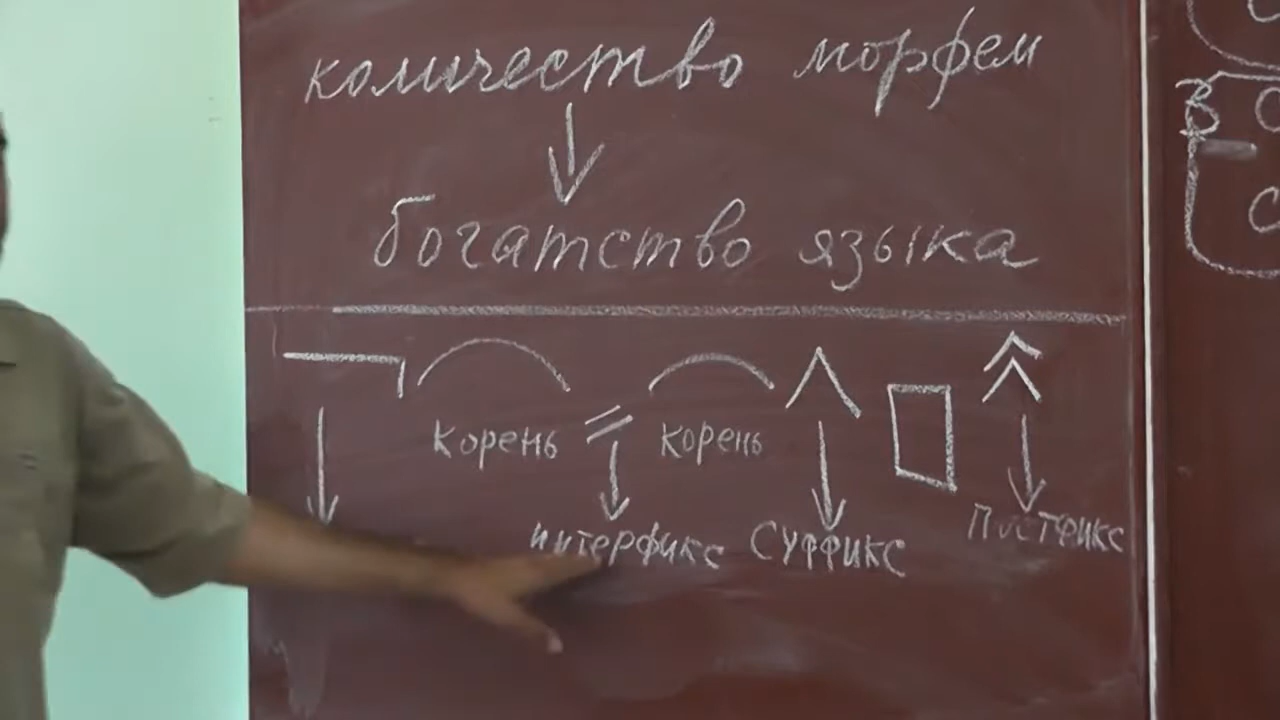 количество морфем
богатство языка
корень корень
интерфикс Суффикс Постфикс
В С
С